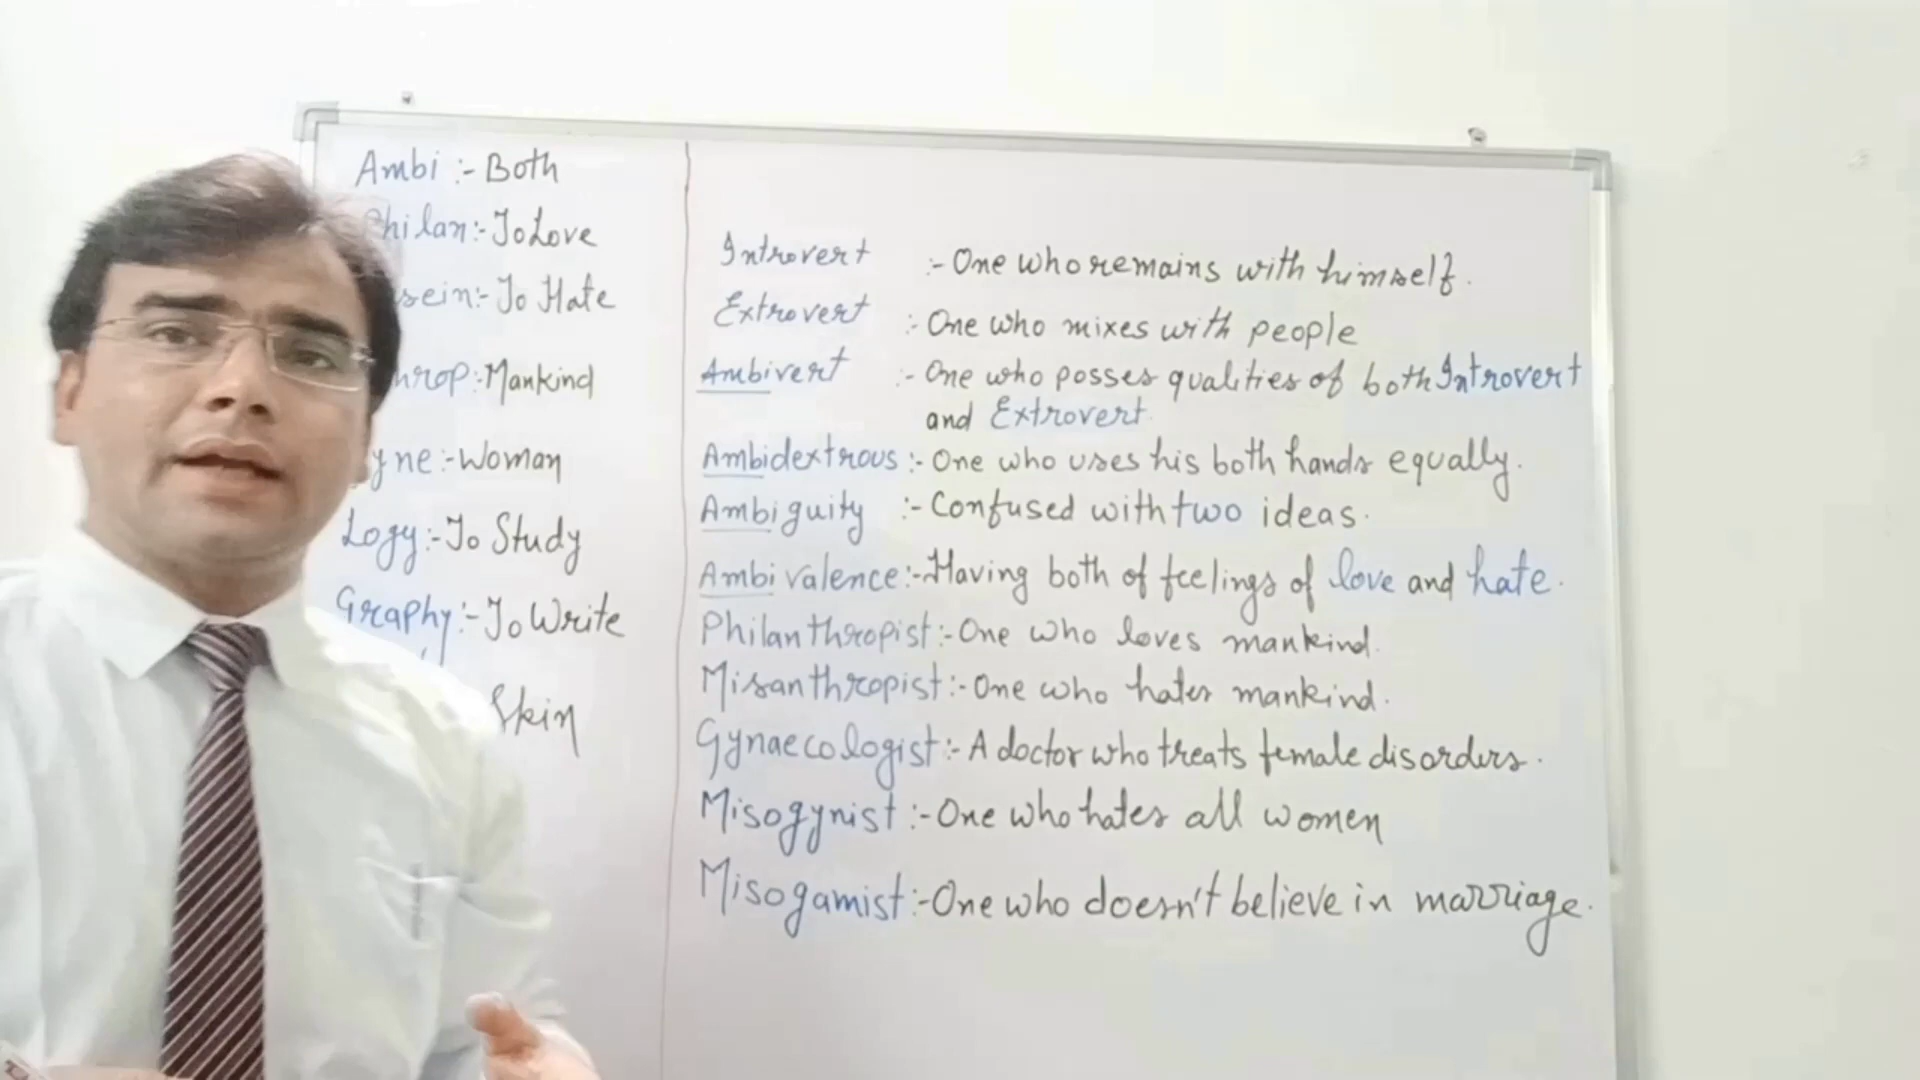 Ambi :- Both
hilan:- To Love
sein:- To Hate
hrop:- Mankind
yne :- Woman
Logy:- To Study
Graphy:- To Write
Skin
Introvert :- One who remains with himself.
Extrovert :- One who mixes with people
Ambivert :- One who posses qualities of both Introvert
and Extrovert.
Ambidextrous :- One who uses his both hands equally.
Ambiguity :- Confused with two ideas.
Ambivalence:- Having both of feelings of love and hate.
Philanthropist:- One who loves mankind.
Misanthropist:- One who hates mankind.
Gynaecologist:- A doctor who treats female disorders.
Misogynist:- One who hates all women
Misogamist:- One who doesn't believe in marriage.